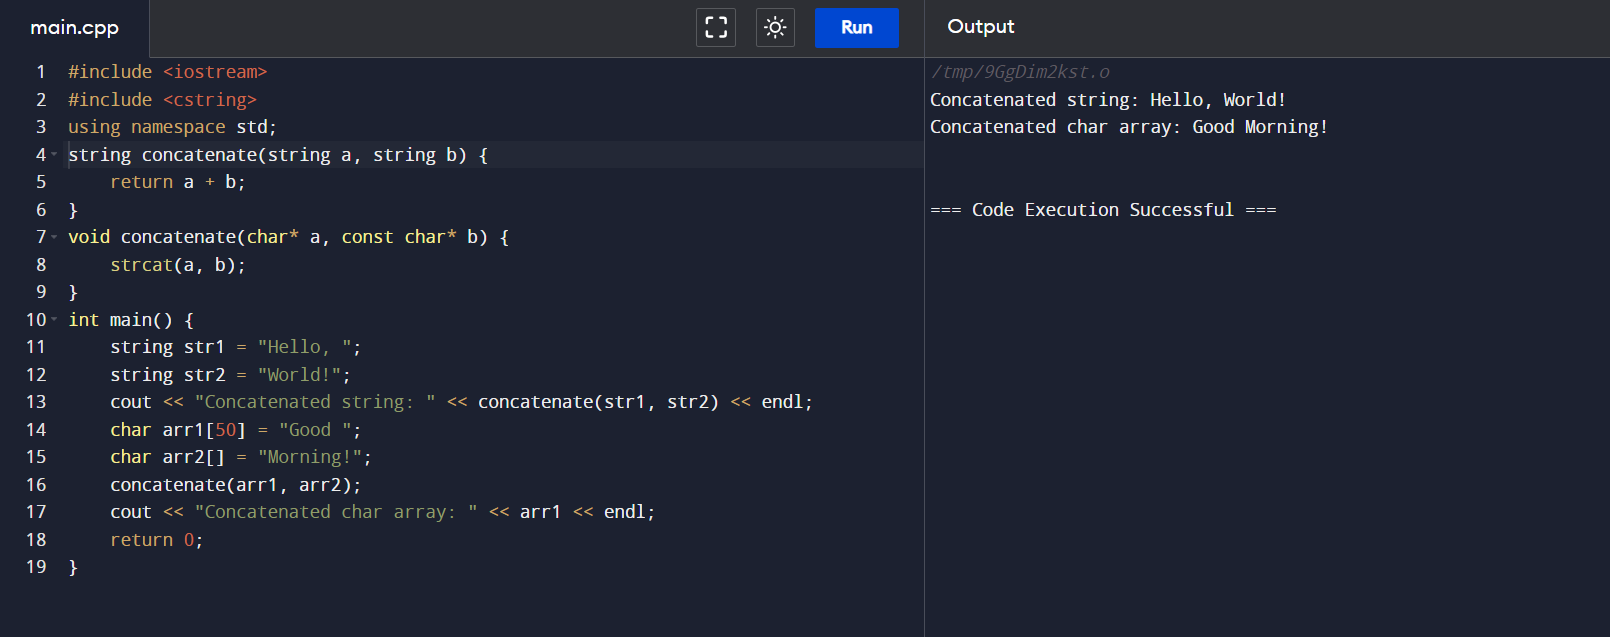 main.cpp
Run
Output
1 #include <iostream>
2 #include <cstring>
3 using namespace std;
4 string concatenate(string a, string b) {
5     return a + b;
6 }
7 void concatenate(char* a, const char* b) {
8     strcat(a, b);
9 }
10 int main() {
11     string str1 = "Hello, ";
12     string str2 = "World!";
13     cout << "Concatenated string: " << concatenate(str1, str2) << endl;
14     char arr1[50] = "Good ";
15     char arr2[] = "Morning!";
16     concatenate(arr1, arr2);
17     cout << "Concatenated char array: " << arr1 << endl;
18     return 0;
19 }
/tmp/9GgDim2kst.o
Concatenated string: Hello, World!
Concatenated char array: Good Morning!
=== Code Execution Successful ===